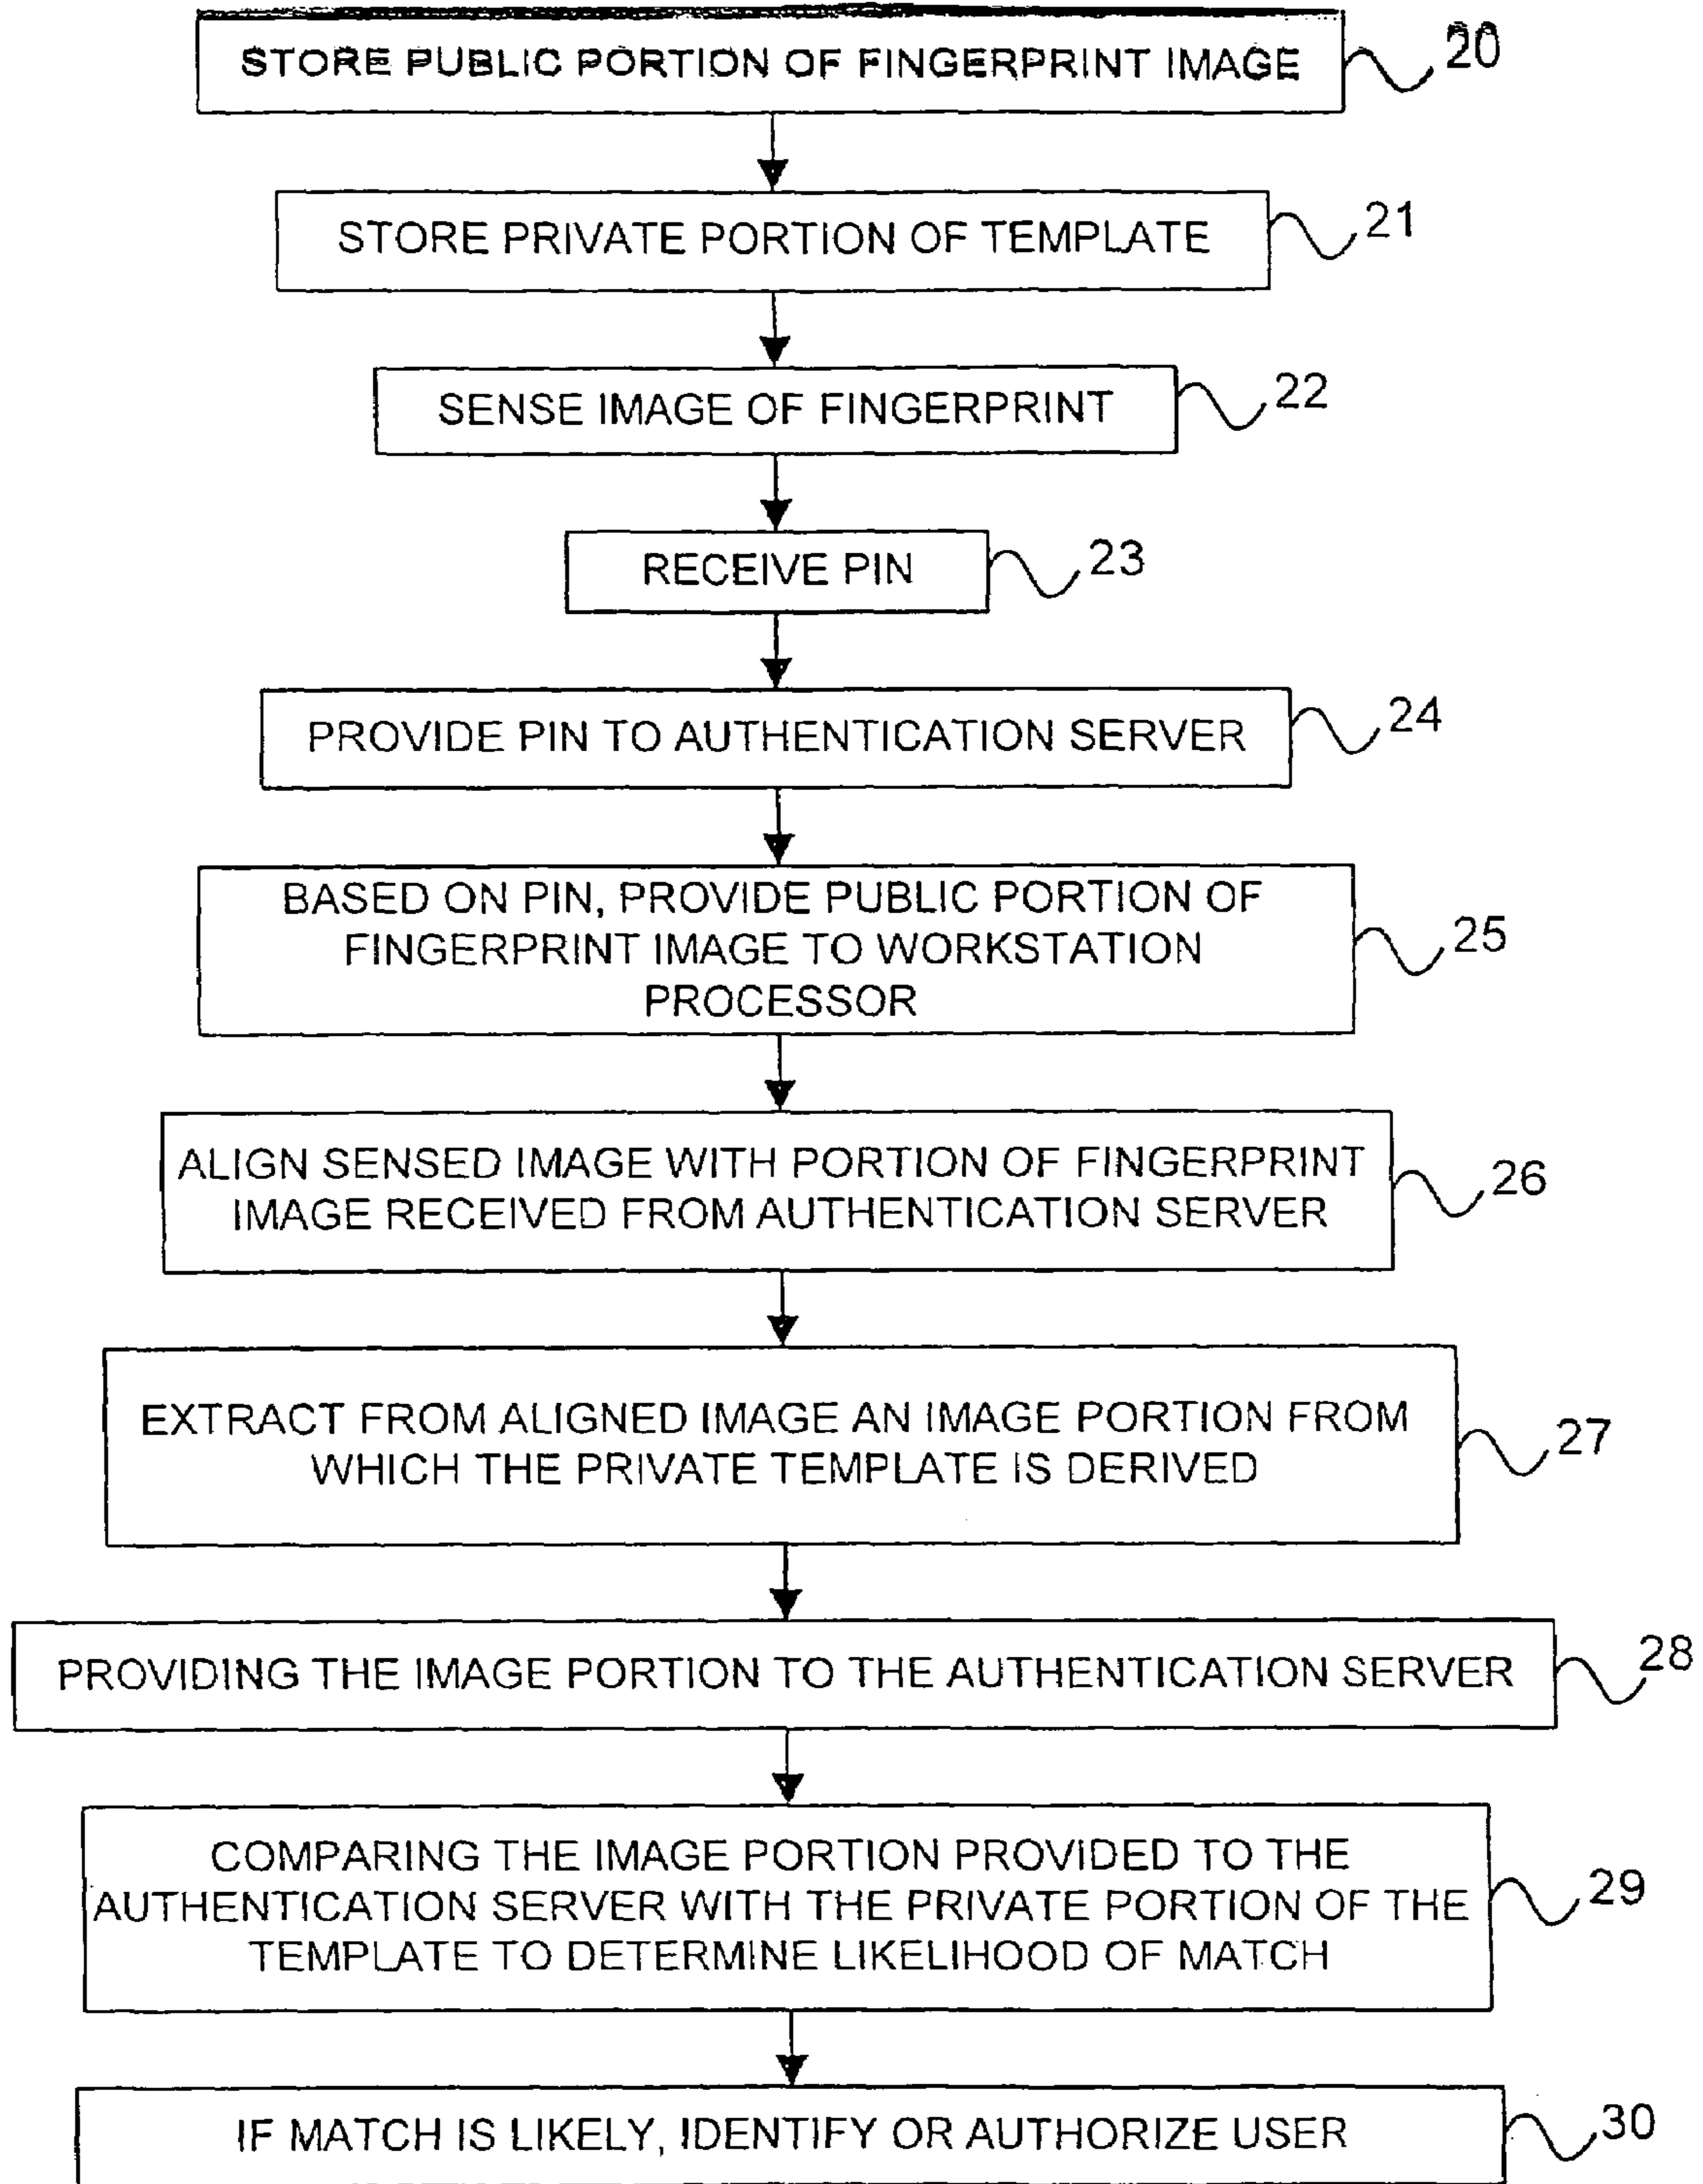 STORE PUBLIC PORTION OF FINGERPRINT IMAGE
20
STORE PRIVATE PORTION OF TEMPLATE
21
SENSE IMAGE OF FINGERPRINT
22
RECEIVE PIN
23
PROVIDE PIN TO AUTHENTICATION SERVER
24
BASED ON PIN, PROVIDE PUBLIC PORTION OF
FINGERPRINT IMAGE TO WORKSTATION
PROCESSOR
25
ALIGN SENSED IMAGE WITH PORTION OF FINGERPRINT
IMAGE RECEIVED FROM AUTHENTICATION SERVER
26
EXTRACT FROM ALIGNED IMAGE AN IMAGE PORTION FROM
WHICH THE PRIVATE TEMPLATE IS DERIVED
27
PROVIDING THE IMAGE PORTION TO THE AUTHENTICATION SERVER
28
COMPARING THE IMAGE PORTION PROVIDED TO THE
AUTHENTICATION SERVER WITH THE PRIVATE PORTION OF THE
TEMPLATE TO DETERMINE LIKELIHOOD OF MATCH
29
IF MATCH IS LIKELY, IDENTIFY OR AUTHORIZE USER
30